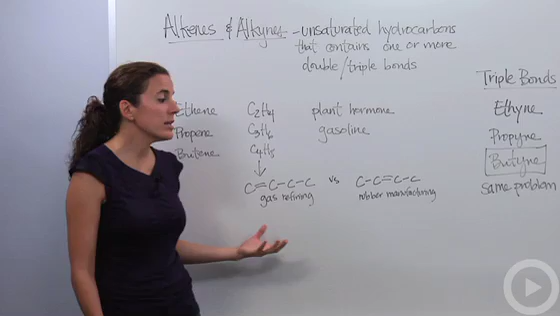 Alkenes & Alkynes - unsaturated hydrocarbons
that contains one or more
double/triple bonds
Triple Bonds
Ethene C2H4 plant hormone
Ethyne
Propene C3H6 gasoline
Propyne
Butene C4H8
Butyne
C=C-C-C vs C-C=C-C
same problem
gas refining rubber manufacturing